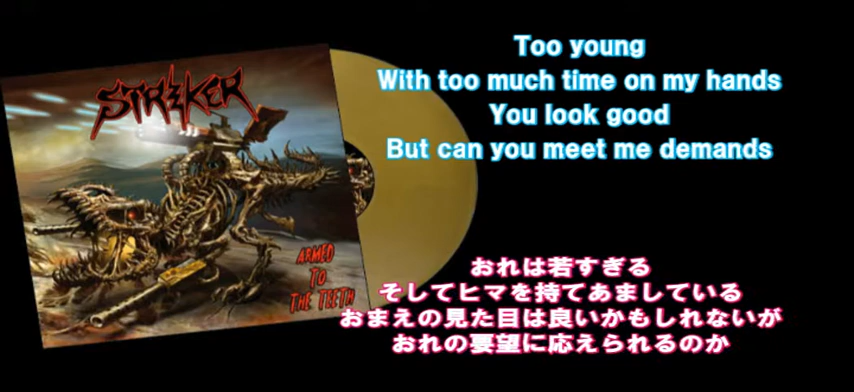 STRIKER
ARMED
TO
THE TEETH
Too young
With too much time on my hands
You look good
But can you meet me demands
おれは若すぎる
そしてヒマを持てあましている
おまえの見た目は良いかもしれないが
おれの要望に応えられるのか